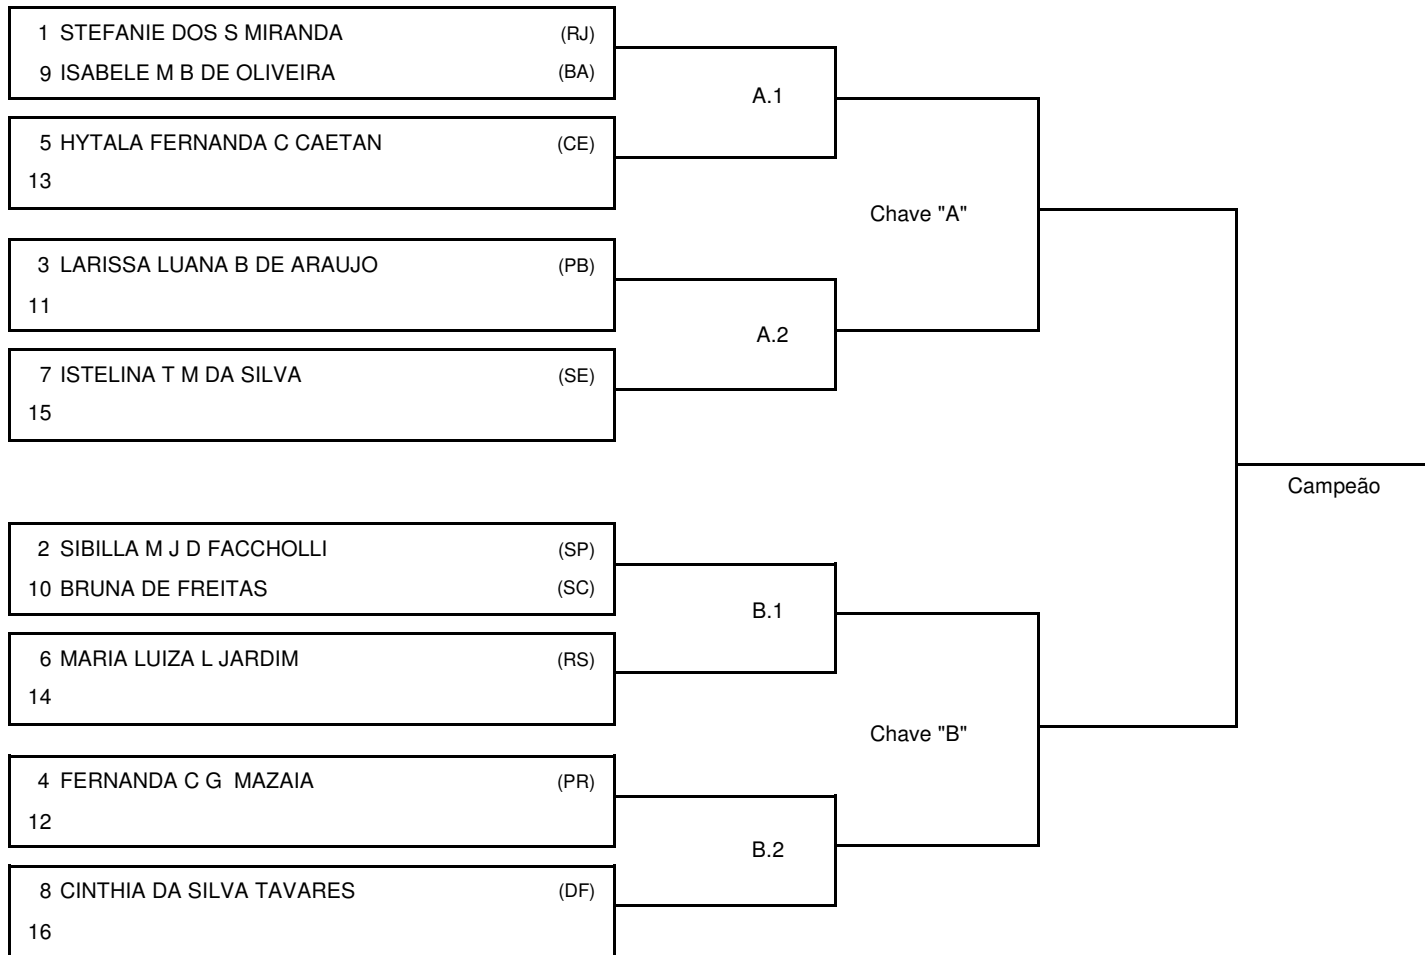 1 STEFANIE DOS S MIRANDA (RJ)
9 ISABELE M B DE OLIVEIRA (BA)
A.1
5 HYTALA FERNANDA C CAETAN (CE)
13
Chave "A"
3 LARISSA LUANA B DE ARAUJO (PB)
11
A.2
7 ISTELINA T M DA SILVA (SE)
15
Campeão
2 SIBILLA M J D FACCHOLLI (SP)
10 BRUNA DE FREITAS (SC)
B.1
6 MARIA LUIZA L JARDIM (RS)
14
Chave "B"
4 FERNANDA C G  MAZAIA (PR)
12
B.2
8 CINTHIA DA SILVA TAVARES (DF)
16